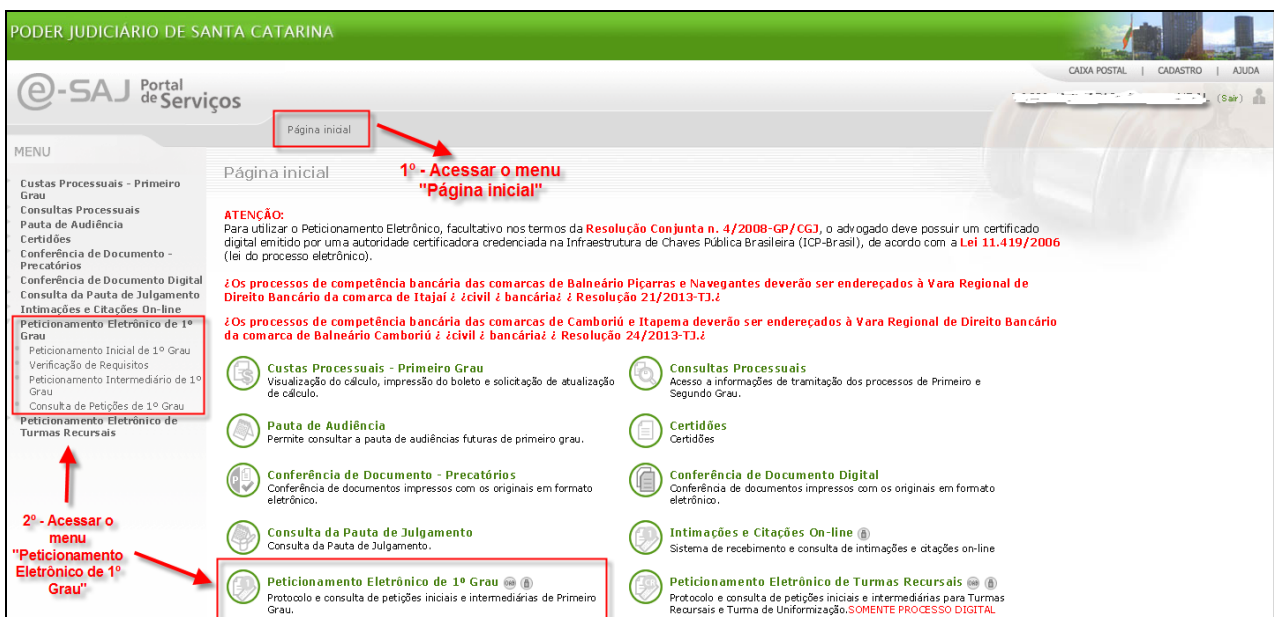 PODER JUDICIÁRIO DE SANTA CATARINA
CAIXA POSTAL | CADASTRO | AJUDA
e-SAJ Portal de Serviços
(Sair)
Página inicial
MENU
Custas Processuais - Primeiro
Grau
Consultas Processuais
Pauta de Audiência
Certidões
Conferência de Documento -
Precatórios
Conferência de Documento Digital
Consulta da Pauta de Julgamento
Intimações e Citações On-line
Peticionamento Eletrônico de 1º
Grau
Peticionamento Inicial de 1º Grau
Verificação de Requisitos
Peticionamento Intermediário de 1º
Grau
Consulta de Petições de 1º Grau
Peticionamento Eletrônico de
Turmas Recursais
2º - Acessar o
menu
"Peticionamento
Eletrônico de 1º
Grau"
Página inicial
1º - Acessar o menu
"Página inicial"
ATENÇÃO:
Para utilizar o Peticionamento Eletrônico, facultativo nos termos da Resolução Conjunta n. 4/2008-GP/CGJ, o advogado deve possuir um certificado
digital emitido por uma autoridade certificadora credenciada na Infraestrutura de Chaves Pública Brasileira (ICP-Brasil), de acordo com a Lei 11.419/2006
(lei do processo eletrônico).
¿Os processos de competência bancária das comarcas de Balneário Piçarras e Navegantes deverão ser endereçados à Vara Regional de
Direito Bancário da comarca de Itajaí ¿ ¿cível ¿ bancária¿ ¿ Resolução 21/2013-TJ.¿
¿Os processos de competência bancária das comarcas de Camboriú e Itapema deverão ser endereçados à Vara Regional de Direito Bancário
da comarca de Balneário Camboriú ¿ ¿cível ¿ bancária¿ ¿ Resolução 24/2013-TJ.¿
Custas Processuais - Primeiro Grau
Visualização do cálculo, impressão do boleto e solicitação de atualização
de cálculo.
Consultas Processuais
Acesso a informações de tramitação dos processos de Primeiro e
Segundo Grau.
Pauta de Audiência
Permite consultar a pauta de audiências futuras de primeiro grau.
Certidões
Certidões
Conferência de Documento - Precatórios
Conferência de documentos impressos com os originais em formato
eletrônico.
Conferência de Documento Digital
Conferência de documentos impressos com os originais em formato
eletrônico.
Consulta da Pauta de Julgamento
Consulta da Pauta de Julgamento.
Intimações e Citações On-line
Sistema de recebimento e consulta de intimações e citações on-line
Peticionamento Eletrônico de 1º Grau
Protocolo e consulta de petições iniciais e intermediárias de Primeiro
Grau.
Peticionamento Eletrônico de Turmas Recursais
Protocolo e consulta de petições iniciais e intermediárias para Turmas
Recursais e Turma de Uniformização.SOMENTE PROCESSO DIGITAL